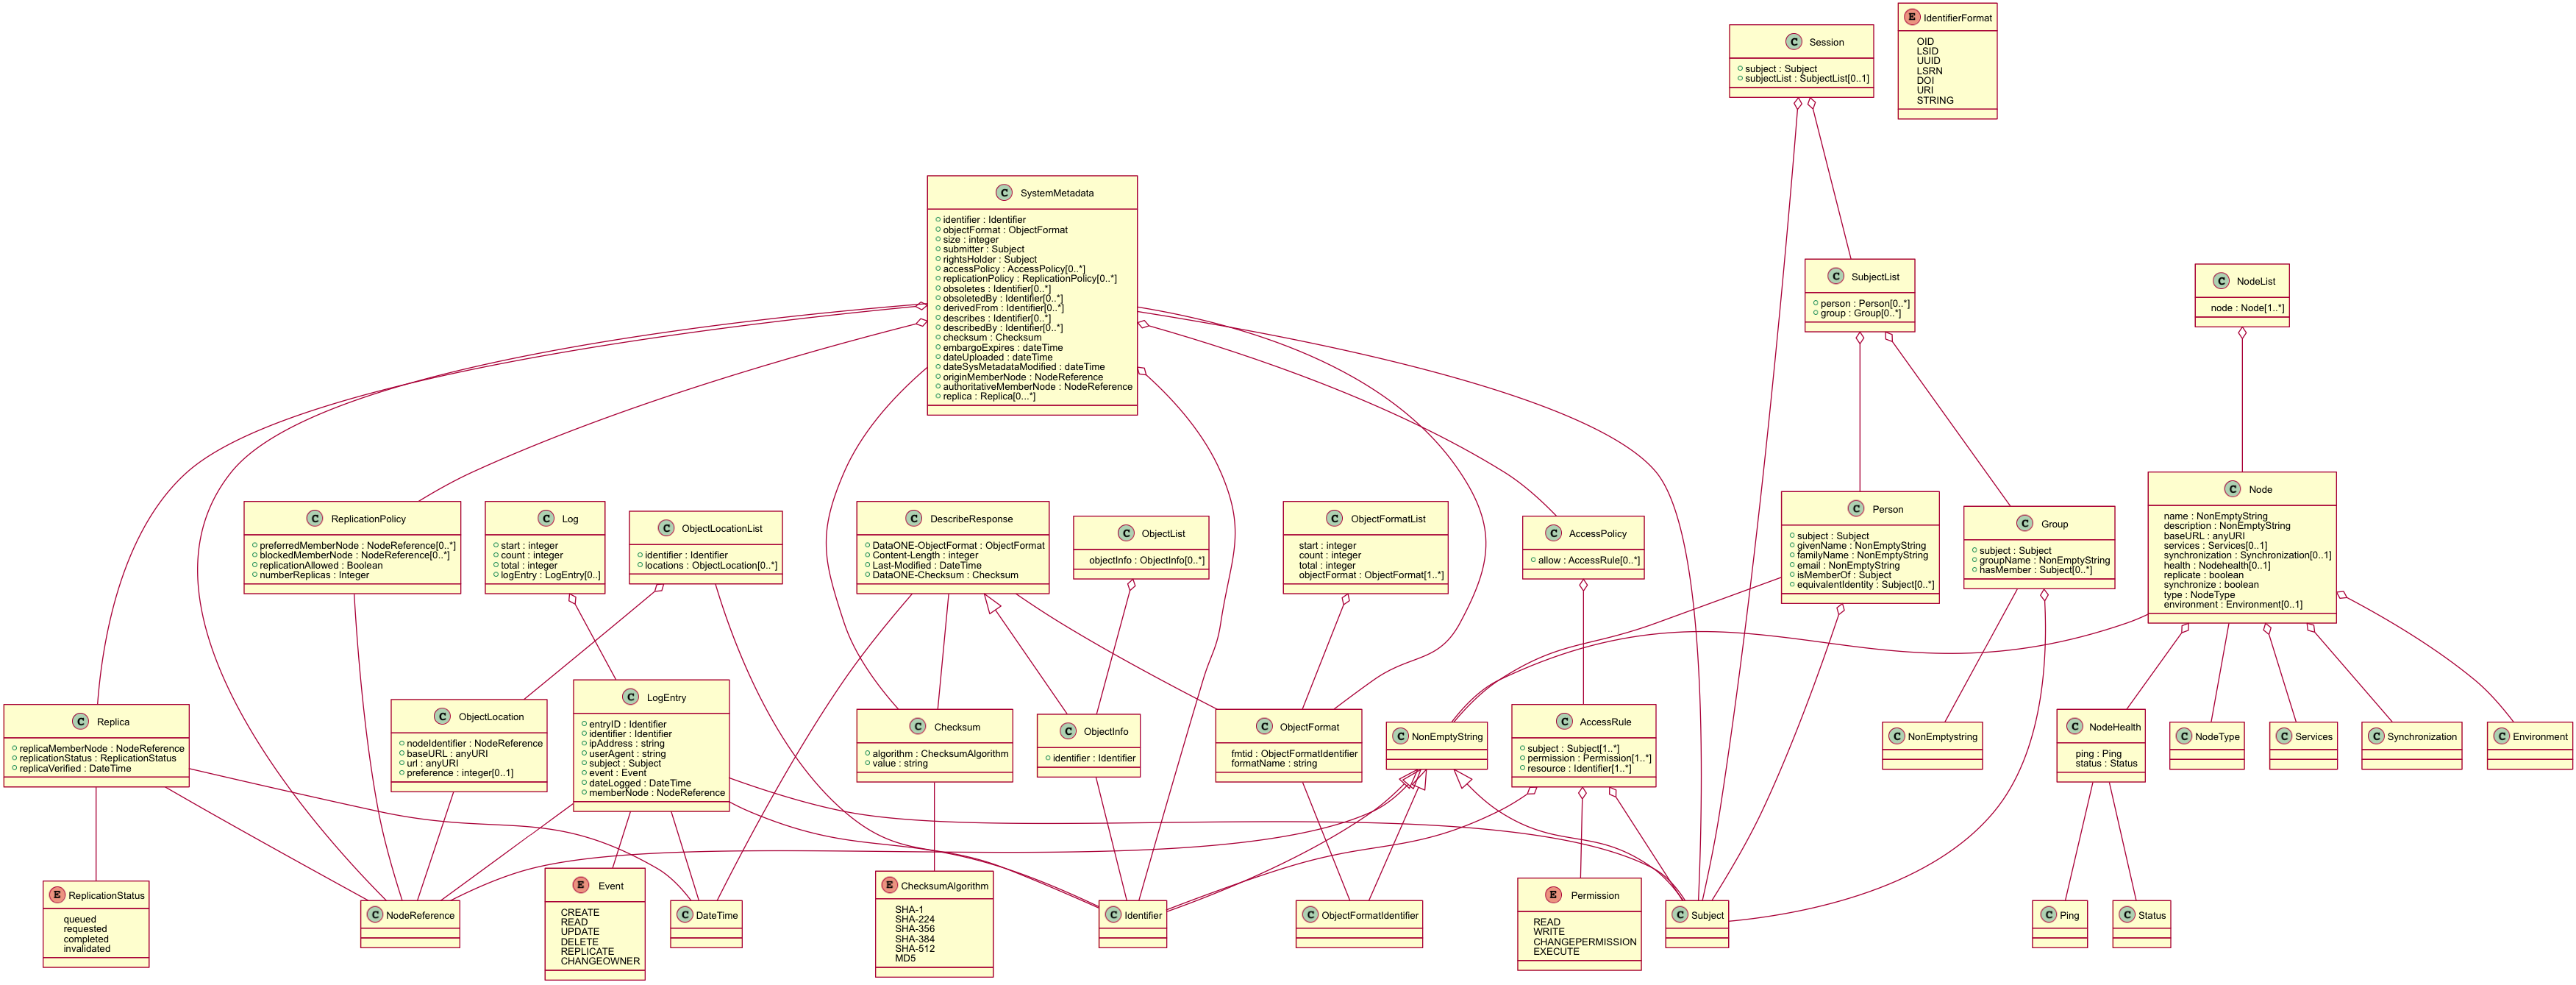 E IdentifierFormat
OID
LSID
UUID
LSRN
DOI
URI
STRING
C Session
subject : Subject
subjectList : SubjectList[0..1]
C SystemMetadata
identifier : Identifier
objectFormat : ObjectFormat
size : integer
submitter : Subject
rightsHolder : Subject
accessPolicy : AccessPolicy[0..*]
replicationPolicy : ReplicationPolicy[0..*]
obsoletes : Identifier[0..*]
obsoletedBy : Identifier[0..*]
derivedFrom : Identifier[0..*]
describes : Identifier[0..*]
describedBy : Identifier[0..*]
checksum : Checksum
embargoExpires : dateTime
dateUploaded : dateTime
dateSysMetadataModified : dateTime
originMemberNode : NodeReference
authoritativeMemberNode : NodeReference
replica : Replica[0...*]
C SubjectList
person : Person[0..*]
group : Group[0..*]
C NodeList
node : Node[1..*]
C ReplicationPolicy
preferredMemberNode : NodeReference[0..*]
blockedMemberNode : NodeReference[0..*]
replicationAllowed : Boolean
numberReplicas : Integer
C Log
start : integer
count : integer
total : integer
logEntry : LogEntry[0..]
C ObjectLocationList
identifier : Identifier
locations : ObjectLocation[0..*]
C DescribeResponse
DataONE-ObjectFormat : ObjectFormat
Content-Length : integer
Last-Modified : DateTime
DataONE-Checksum : Checksum
C ObjectList
objectInfo : ObjectInfo[0..*]
C ObjectFormatList
start : integer
count : integer
total : integer
objectFormat : ObjectFormat[1..*]
C AccessPolicy
allow : AccessRule[0..*]
C Person
subject : Subject
givenName : NonEmptyString
familyName : NonEmptyString
email : NonEmptyString
isMemberOf : Subject
equivalentIdentity : Subject[0..*]
C Group
subject : Subject
groupName : NonEmptyString
hasMember : Subject[0..*]
C Node
name : NonEmptyString
description : NonEmptyString
baseURL : anyURI
services : Services[0..1]
synchronization : Synchronization[0..1]
health : Nodehealth[0..1]
replicate : boolean
synchronize : boolean
type : NodeType
environment : Environment[0..1]
C Replica
replicaMemberNode : NodeReference
replicationStatus : ReplicationStatus
replicaVerified : DateTime
C ObjectLocation
nodeIdentifier : NodeReference
baseURL : anyURI
url : anyURI
preference : integer[0..1]
C LogEntry
entryID : Identifier
identifier : Identifier
ipAddress : string
userAgent : string
subject : Subject
event : Event
dateLogged : DateTime
memberNode : NodeReference
C Checksum
algorithm : ChecksumAlgorithm
value : string
C ObjectInfo
identifier : Identifier
C ObjectFormat
fmtid : ObjectFormatIdentifier
formatName : string
C NonEmptyString
C AccessRule
subject : Subject[1..*]
permission : Permission[1..*]
resource : Identifier[1..*]
C NonEmptystring
C NodeHealth
ping : Ping
status : Status
C NodeType
C Services
C Synchronization
C Environment
E ReplicationStatus
queued
requested
completed
invalidated
C NodeReference
E Event
CREATE
READ
UPDATE
DELETE
REPLICATE
CHANGEOWNER
C DateTime
E ChecksumAlgorithm
SHA-1
SHA-224
SHA-356
SHA-384
SHA-512
MD5
C Identifier
C ObjectFormatIdentifier
E Permission
READ
WRITE
CHANGEPERMISSION
EXECUTE
C Subject
C Ping
C Status